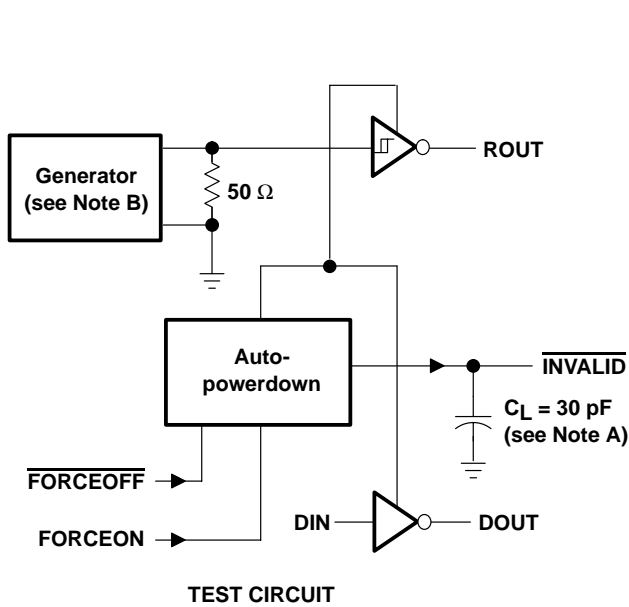 ROUT
Generator
(see Note B)
50 Ω
Auto-
powerdown
INVALID
CL = 30 pF
(see Note A)
FORCEOFF
FORCEON
DIN
DOUT
TEST CIRCUIT